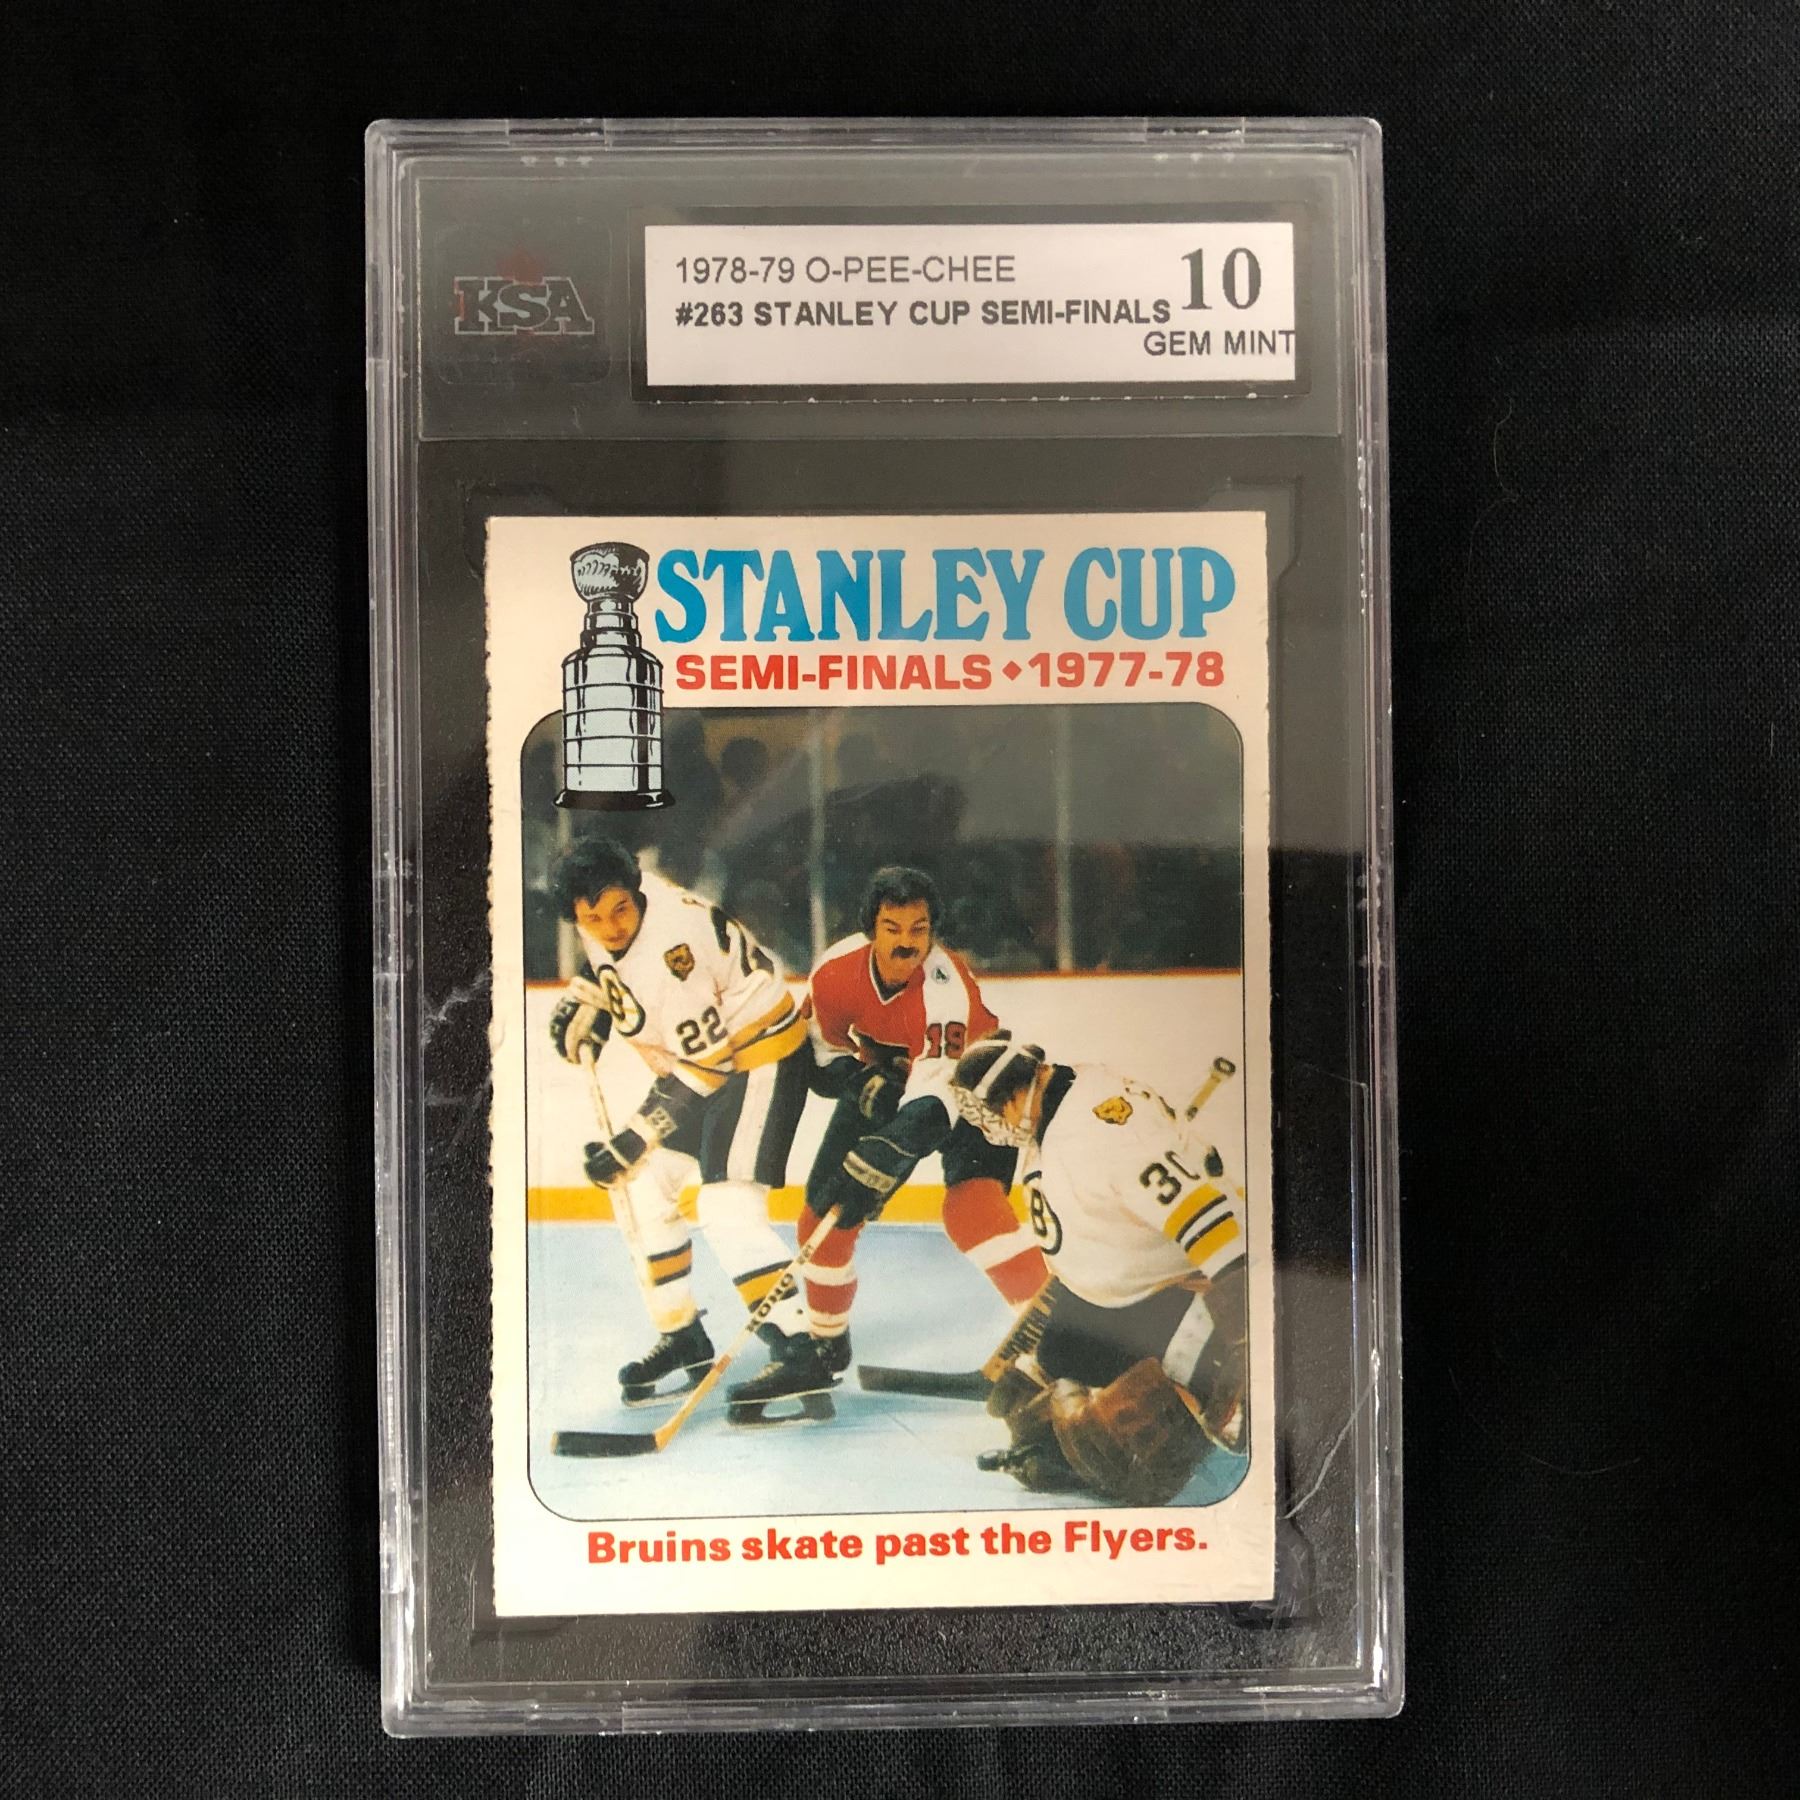 KSA
1978-79 O-PEE-CHEE
10
#263 STANLEY CUP SEMI-FINALS
GEM MINT
STANLEY CUP
SEMI-FINALS◆1977-78
22
19
30
B
B
KOHO
Bruins skate past the Flyers.